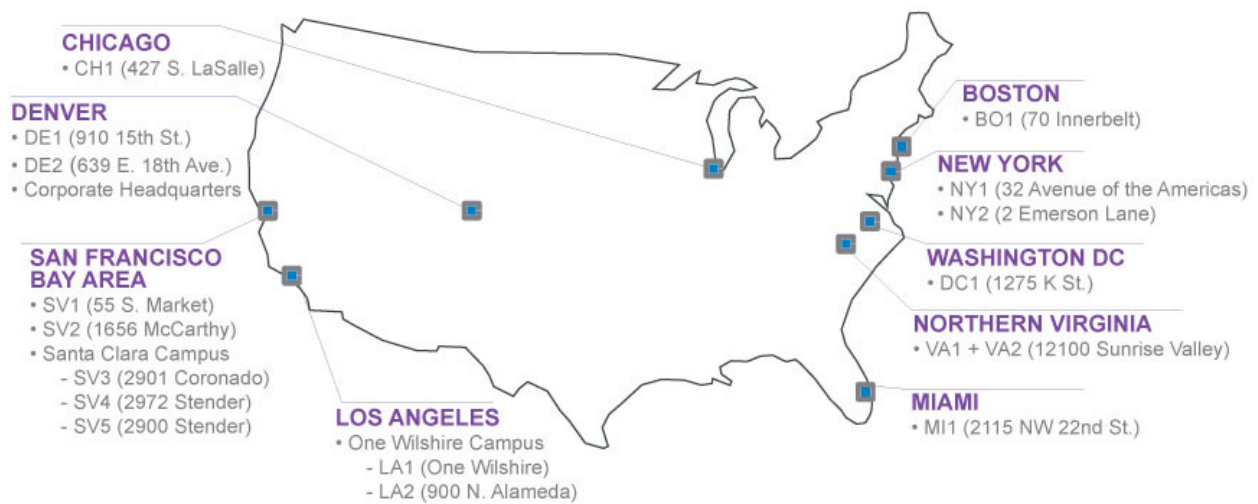 CHICAGO
• CH1 (427 S. LaSalle)
DENVER
• DE1 (910 15th St.)
• DE2 (639 E. 18th Ave.)
• Corporate Headquarters
SAN FRANCISCO
BAY AREA
• SV1 (55 S. Market)
• SV2 (1656 McCarthy)
• Santa Clara Campus
- SV3 (2901 Coronado)
- SV4 (2972 Stender)
- SV5 (2900 Stender)
LOS ANGELES
• One Wilshire Campus
- LA1 (One Wilshire)
- LA2 (900 N. Alameda)
BOSTON
• BO1 (70 Innerbelt)
NEW YORK
• NY1 (32 Avenue of the Americas)
• NY2 (2 Emerson Lane)
WASHINGTON DC
• DC1 (1275 K St.)
NORTHERN VIRGINIA
• VA1 + VA2 (12100 Sunrise Valley)
MIAMI
• MI1 (2115 NW 22nd St.)